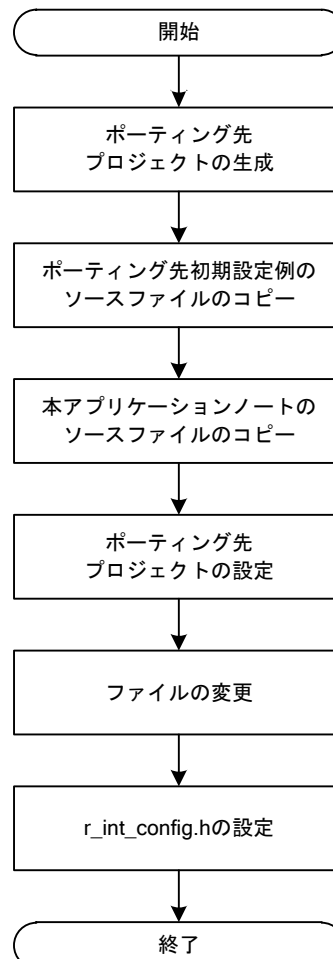 開始
ポーティング先
プロジェクトの生成
ポーティング先初期設定例の
ソースファイルのコピー
本アプリケーションノートの
ソースファイルのコピー
ポーティング先
プロジェクトの設定
ファイルの変更
r_int_config.hの設定
終了